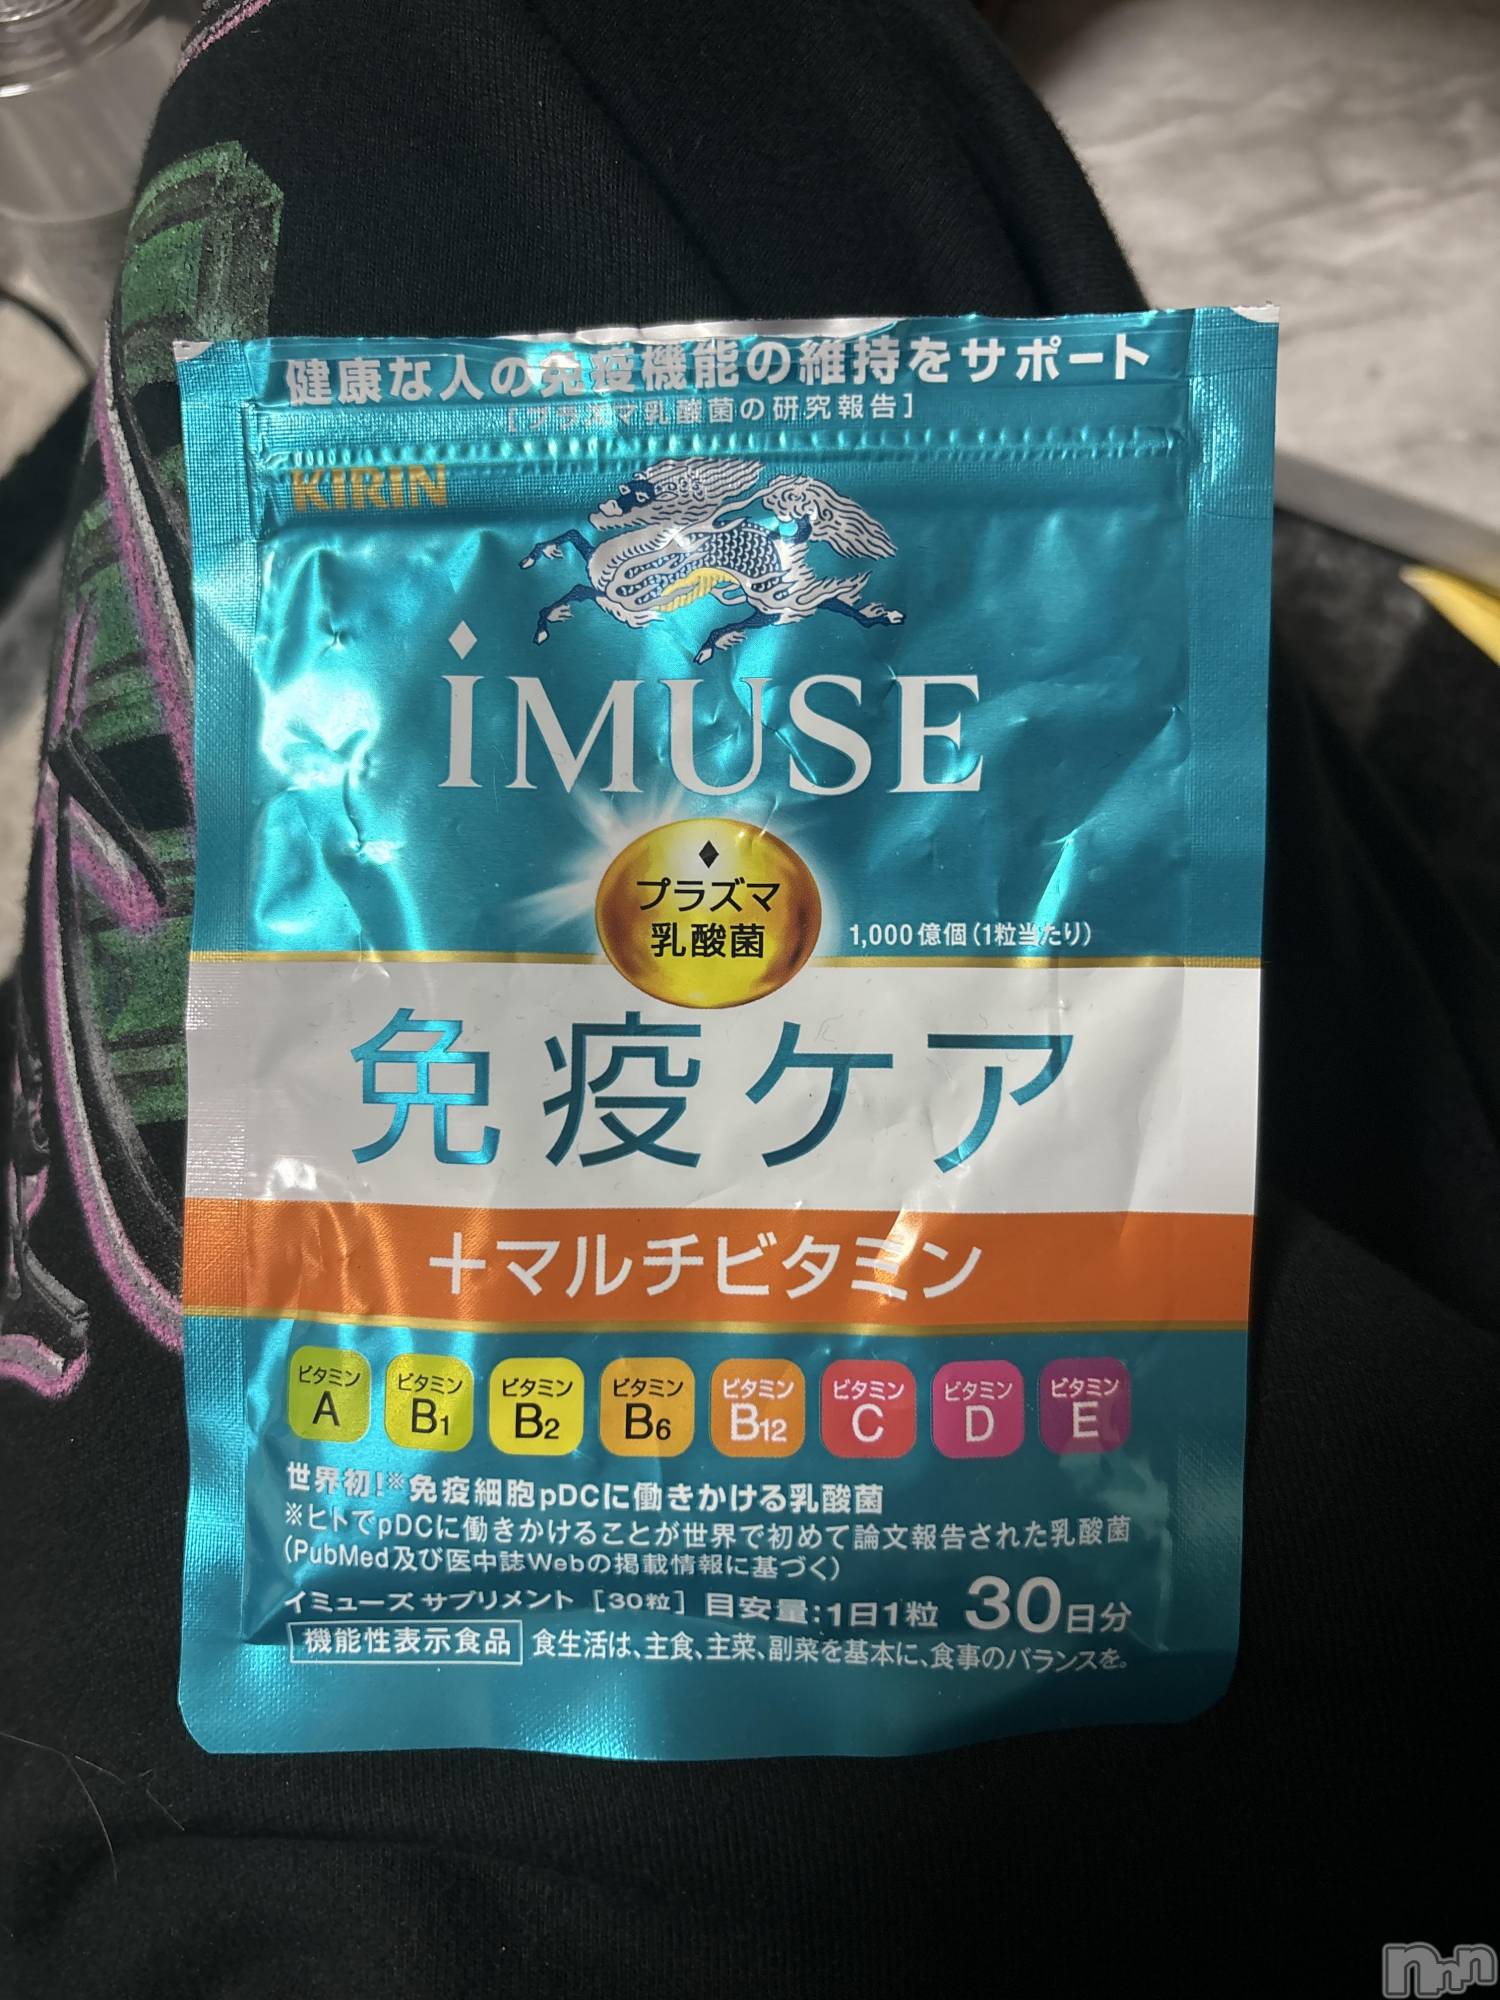 健康な人の免疫機能の維持をサポート
[プラズマ乳酸菌の研究報告]
KIRIN
iMUSE
プラズマ
乳酸菌
1,000億個(1粒当たり)
免疫ケア
+マルチビタミン
ビタミン A
ビタミン B1
ビタミン B2
ビタミン B6
ビタミン B12
ビタミン C
ビタミン D
ビタミン E
世界初!※免疫細胞pDCに働きかける乳酸菌
※ヒトでpDCに働きかけることが世界で初めて論文報告された乳酸菌
(PubMed及び医中誌Webの掲載情報に基づく)
イミューズ サプリメント [30粒] 目安量:1日1粒 30日分
機能性表示食品 食生活は、主食、主菜、副菜を基本に、食事のバランスを。
nnn